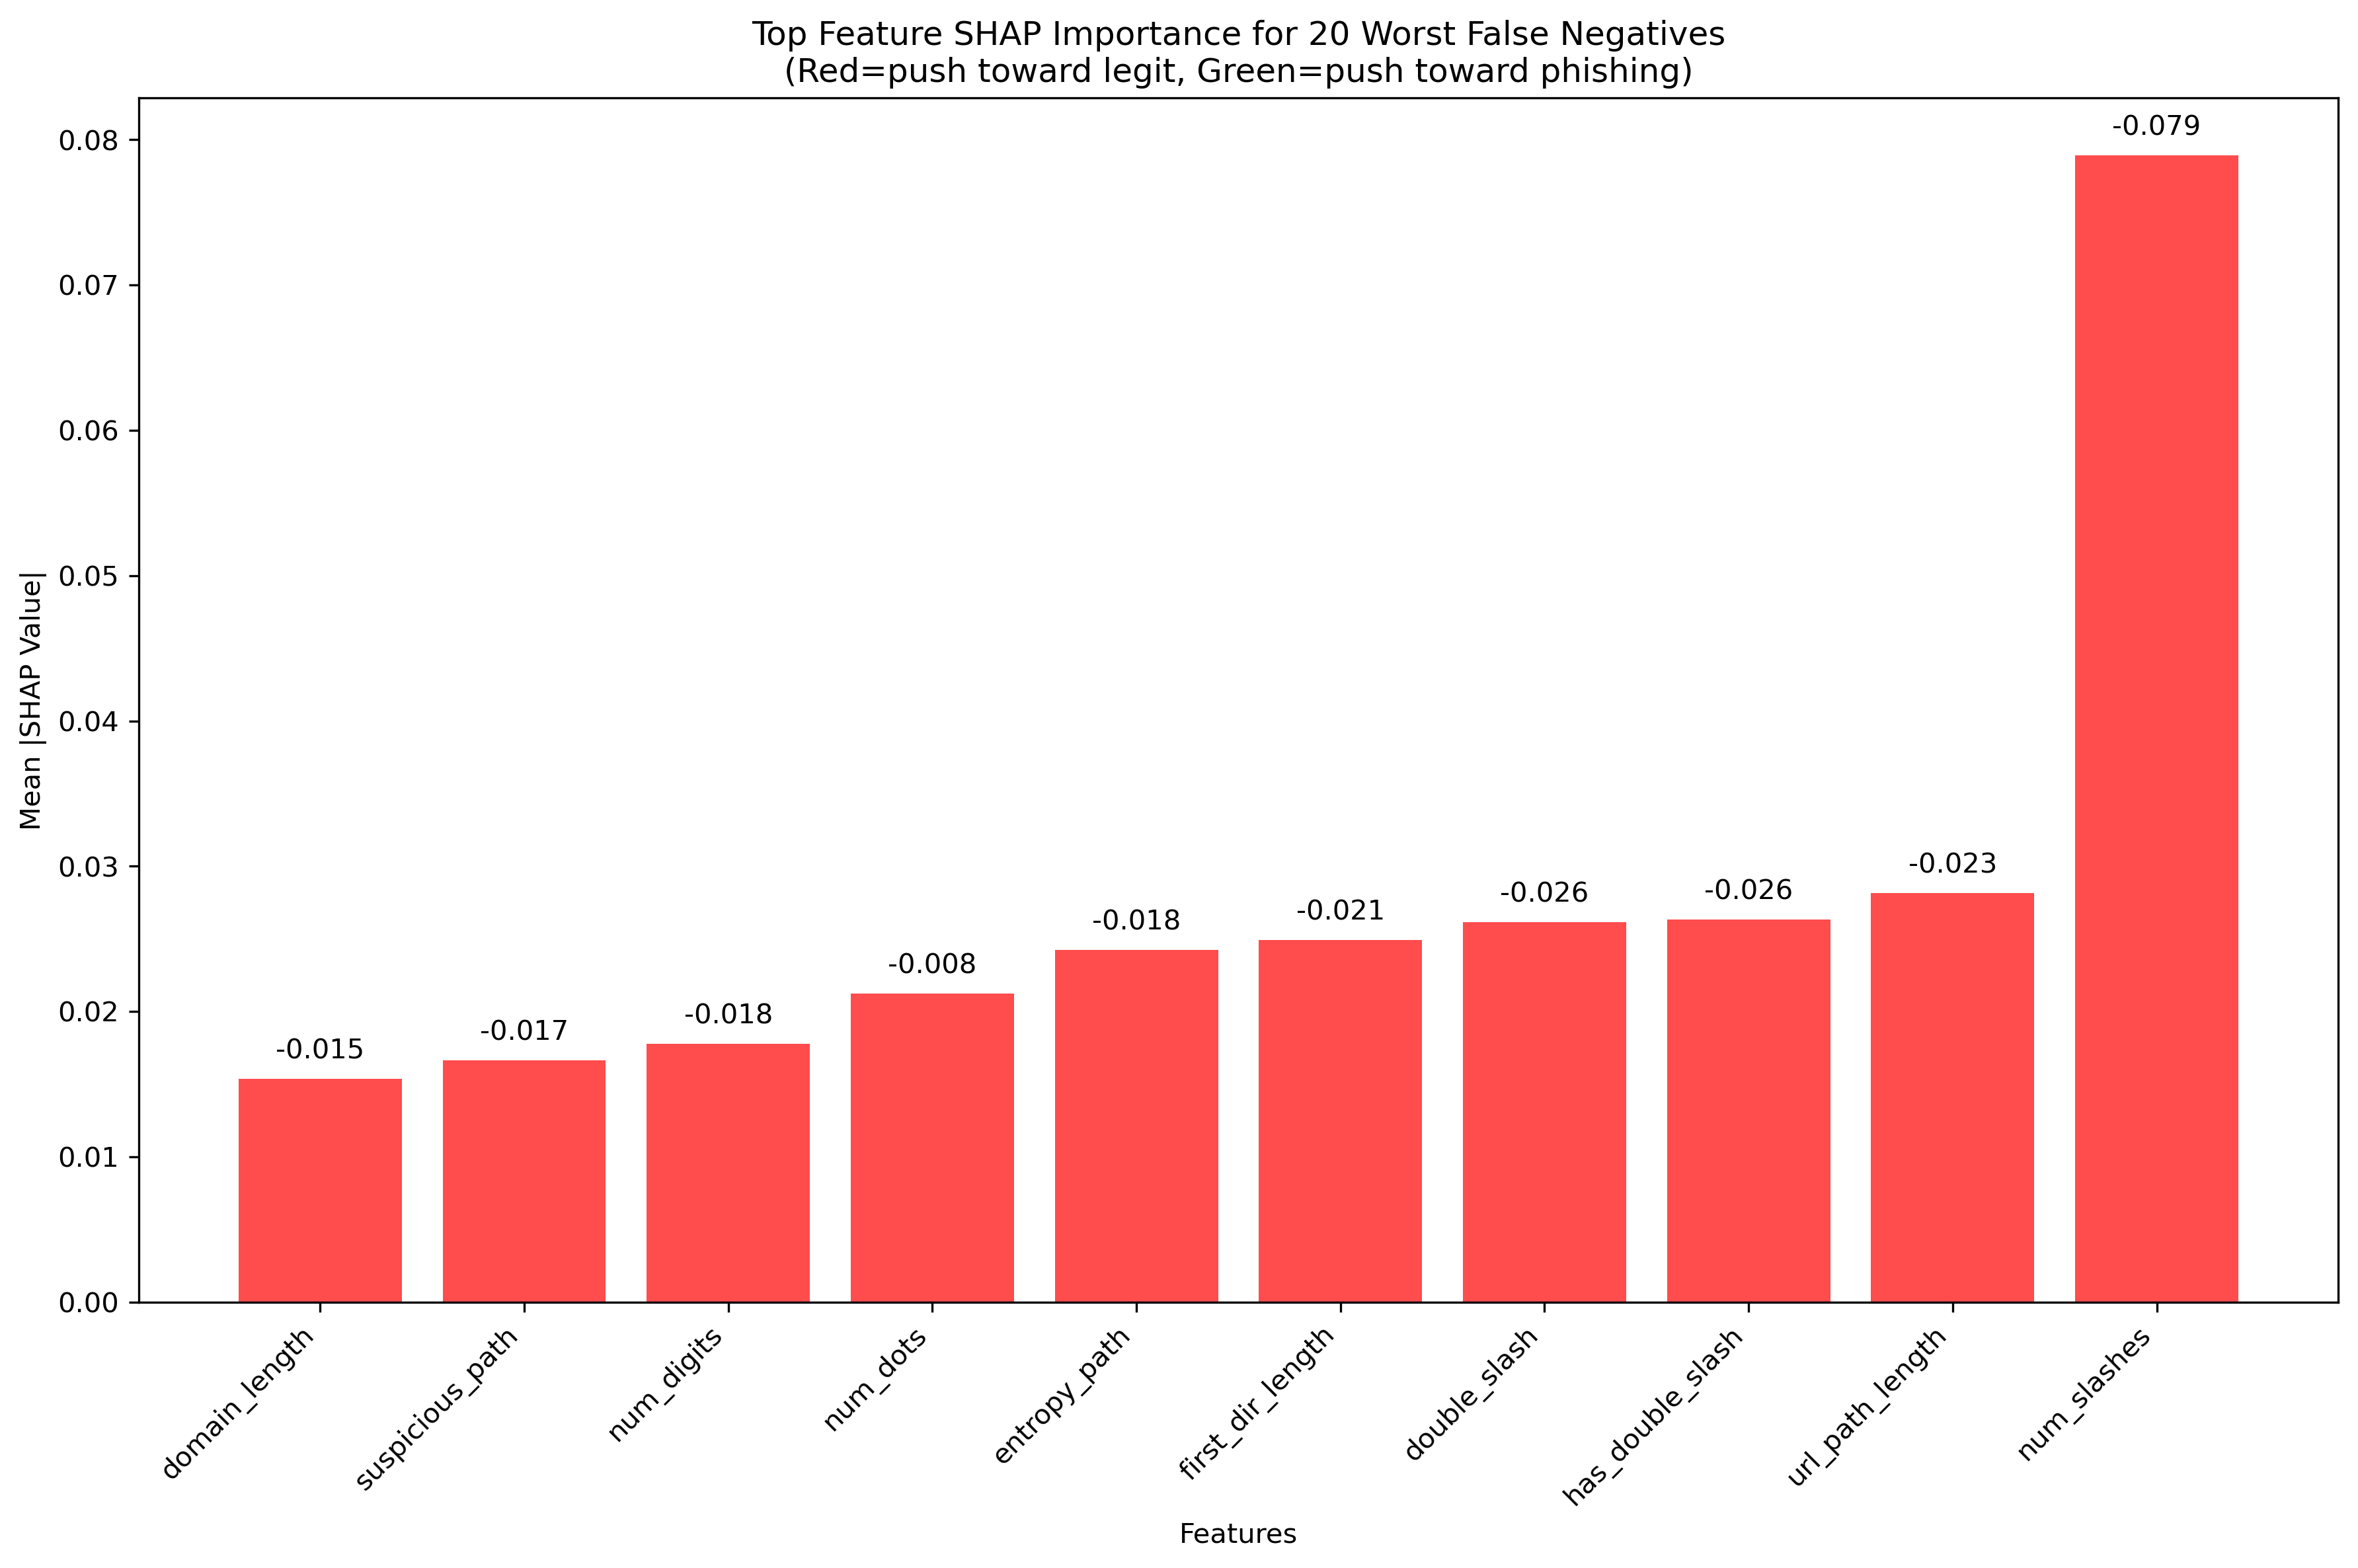 Top Feature SHAP Importance for 20 Worst False Negatives
(Red=push toward legit, Green=push toward phishing)
Mean |SHAP Value|
0.08
0.07
0.06
0.05
0.04
0.03
0.02
0.01
0.00
-0.015
-0.017
-0.018
-0.008
-0.018
-0.021
-0.026
-0.026
-0.023
-0.079
domain_length
suspicious_path
num_digits
num_dots
entropy_path
first_dir_length
double_slash
has_double_slash
url_path_length
num_slashes
Features